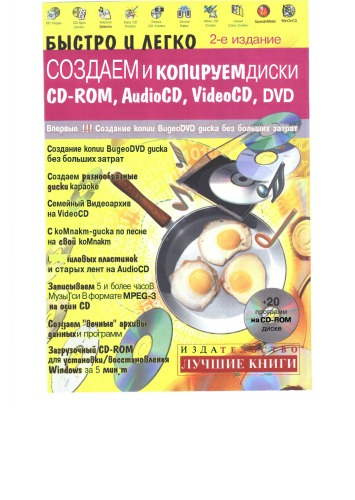 БЫСТРО И ЛЕГКО
2-е издание
СОЗДАЕМ И КОПИРУЕМ ДИСКИ
CD-ROM, AudioCD, VideoCD, DVD
Впервые !!! Создание копии ВидеоDVD диска без больших затрат
Создание копии ВидеоDVD диска
без больших затрат
Создаем разнообразные
диски караоке
Семейный Видеоархив
на VideoCD
С коМпакт-диска по песне
на свой коМпакт
виниловых пластинок
и старых лент на AudioCD
Записываем 5 и более часов
Музыки в формате MPEG-3
на один CD
Создаем "вечные" архивы
данных и программ
Загрузочный CD-ROM
для установки/восстановления
Windows за 5 минут
+20
программ
на CD-ROM
диске
ИЗДАТЕЛЬСТВО
ЛУЧШИЕ КНИГИ